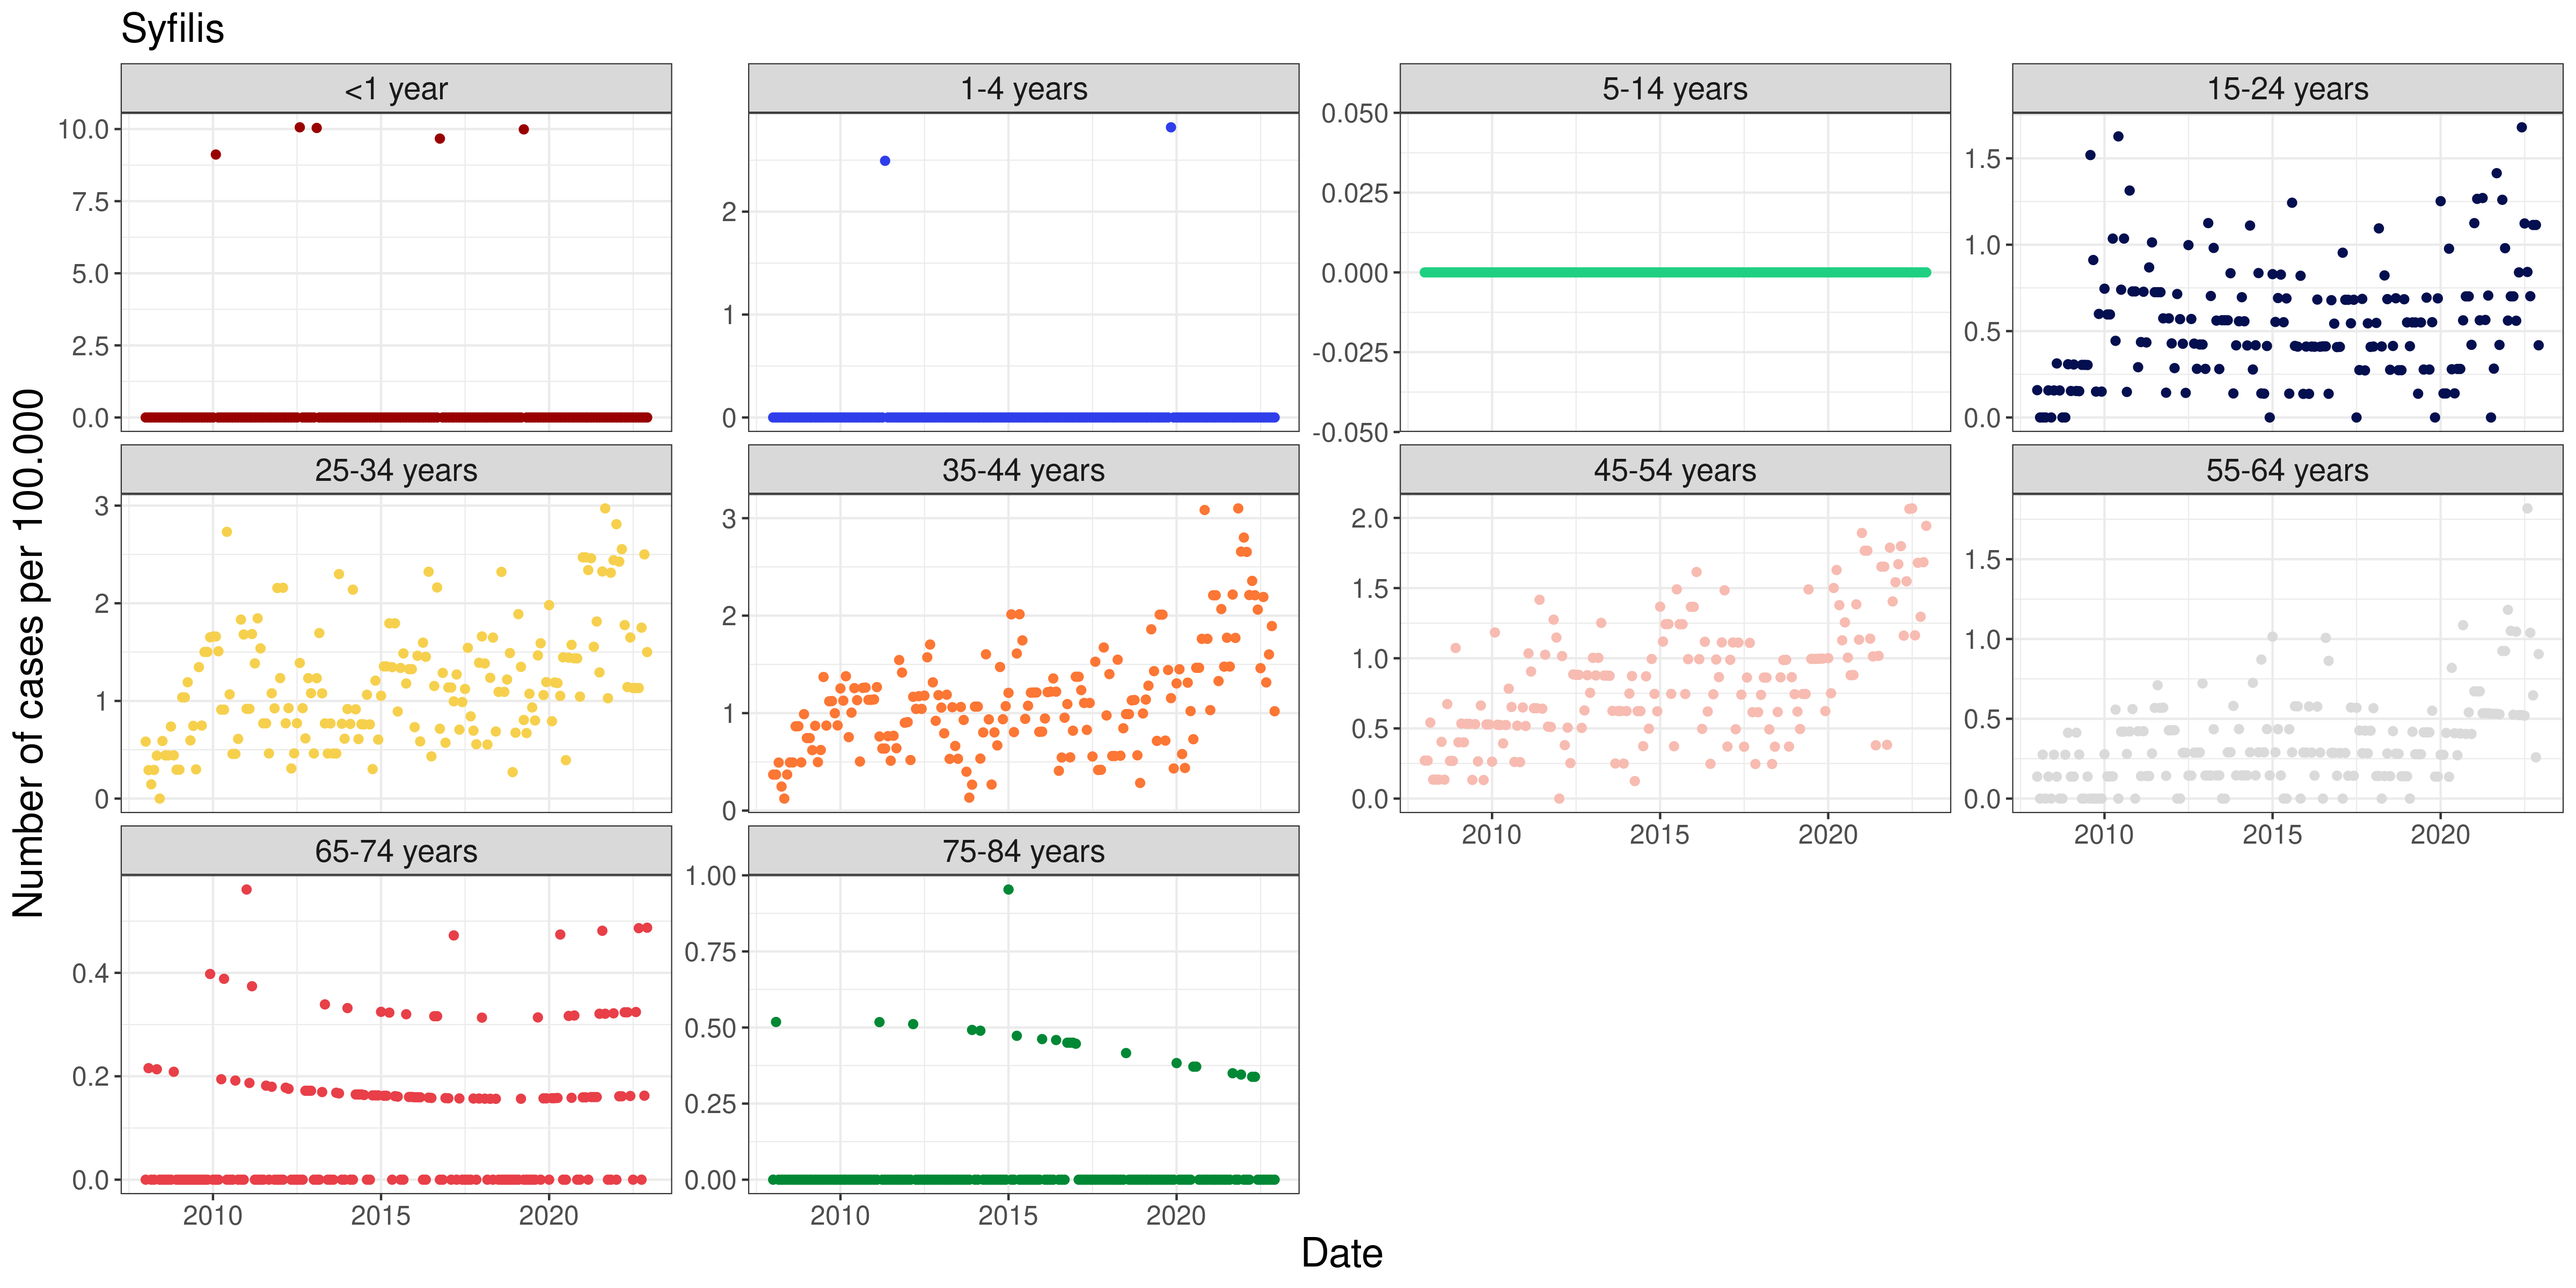 Syfilis
<1 year
1-4 years
5-14 years
15-24 years
10.0
7.5
5.0
2.5
0.0
2
1
0
0.050
0.025
0.000
-0.025
-0.050
1.5
1.0
0.5
0.0
Number of cases per 100.000
25-34 years
35-44 years
45-54 years
55-64 years
3
2
1
0
3
2
1
0
2.0
1.5
1.0
0.5
0.0
2010 2015 2020
1.5
1.0
0.5
0.0
2010 2015 2020
65-74 years
75-84 years
0.4
0.2
0.0
2010 2015 2020
1.00
0.75
0.50
0.25
0.00
2010 2015 2020
Date